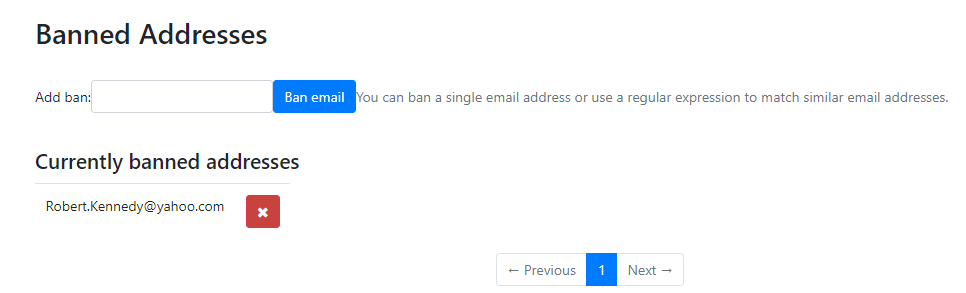 Banned Addresses
Add ban: Ban email You can ban a single email address or use a regular expression to match similar email addresses.
Currently banned addresses
Robert.Kennedy@yahoo.com ✖
← Previous 1 Next →